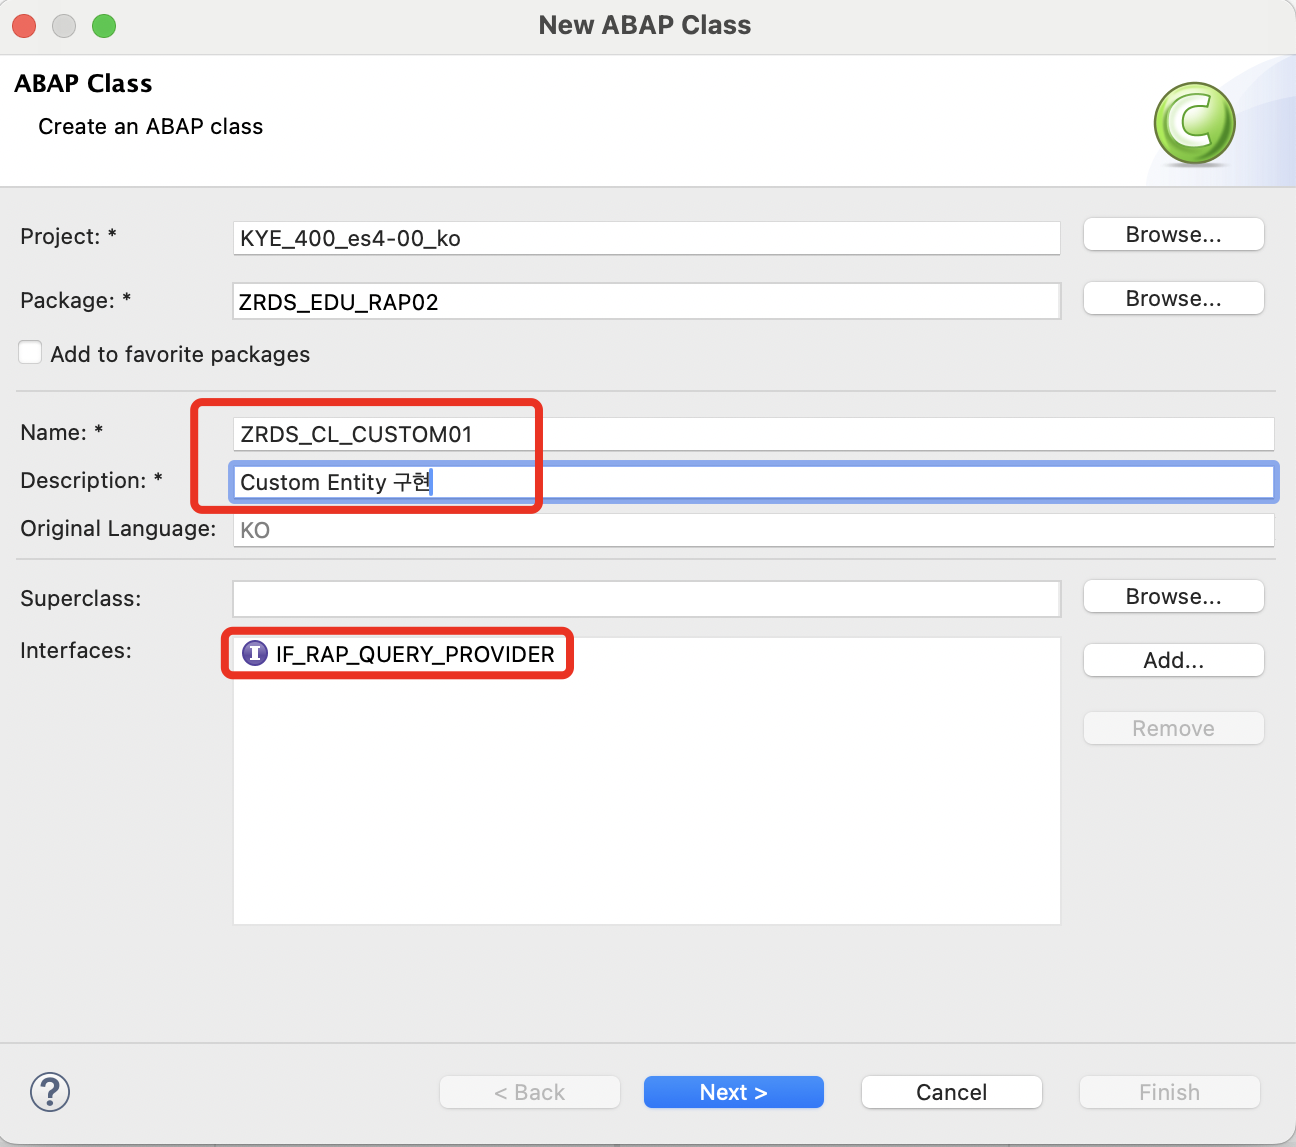 New ABAP Class
ABAP Class
Create an ABAP class
C
Project: * KYE_400_es4-00_ko Browse...
Package: * ZRDS_EDU_RAP02 Browse...
Add to favorite packages
Name: * ZRDS_CL_CUSTOM01
Description: * Custom Entity 구현
Original Language: KO
Superclass: Browse...
Interfaces: I IF_RAP_QUERY_PROVIDER Add...
Remove
? < Back Next > Cancel Finish